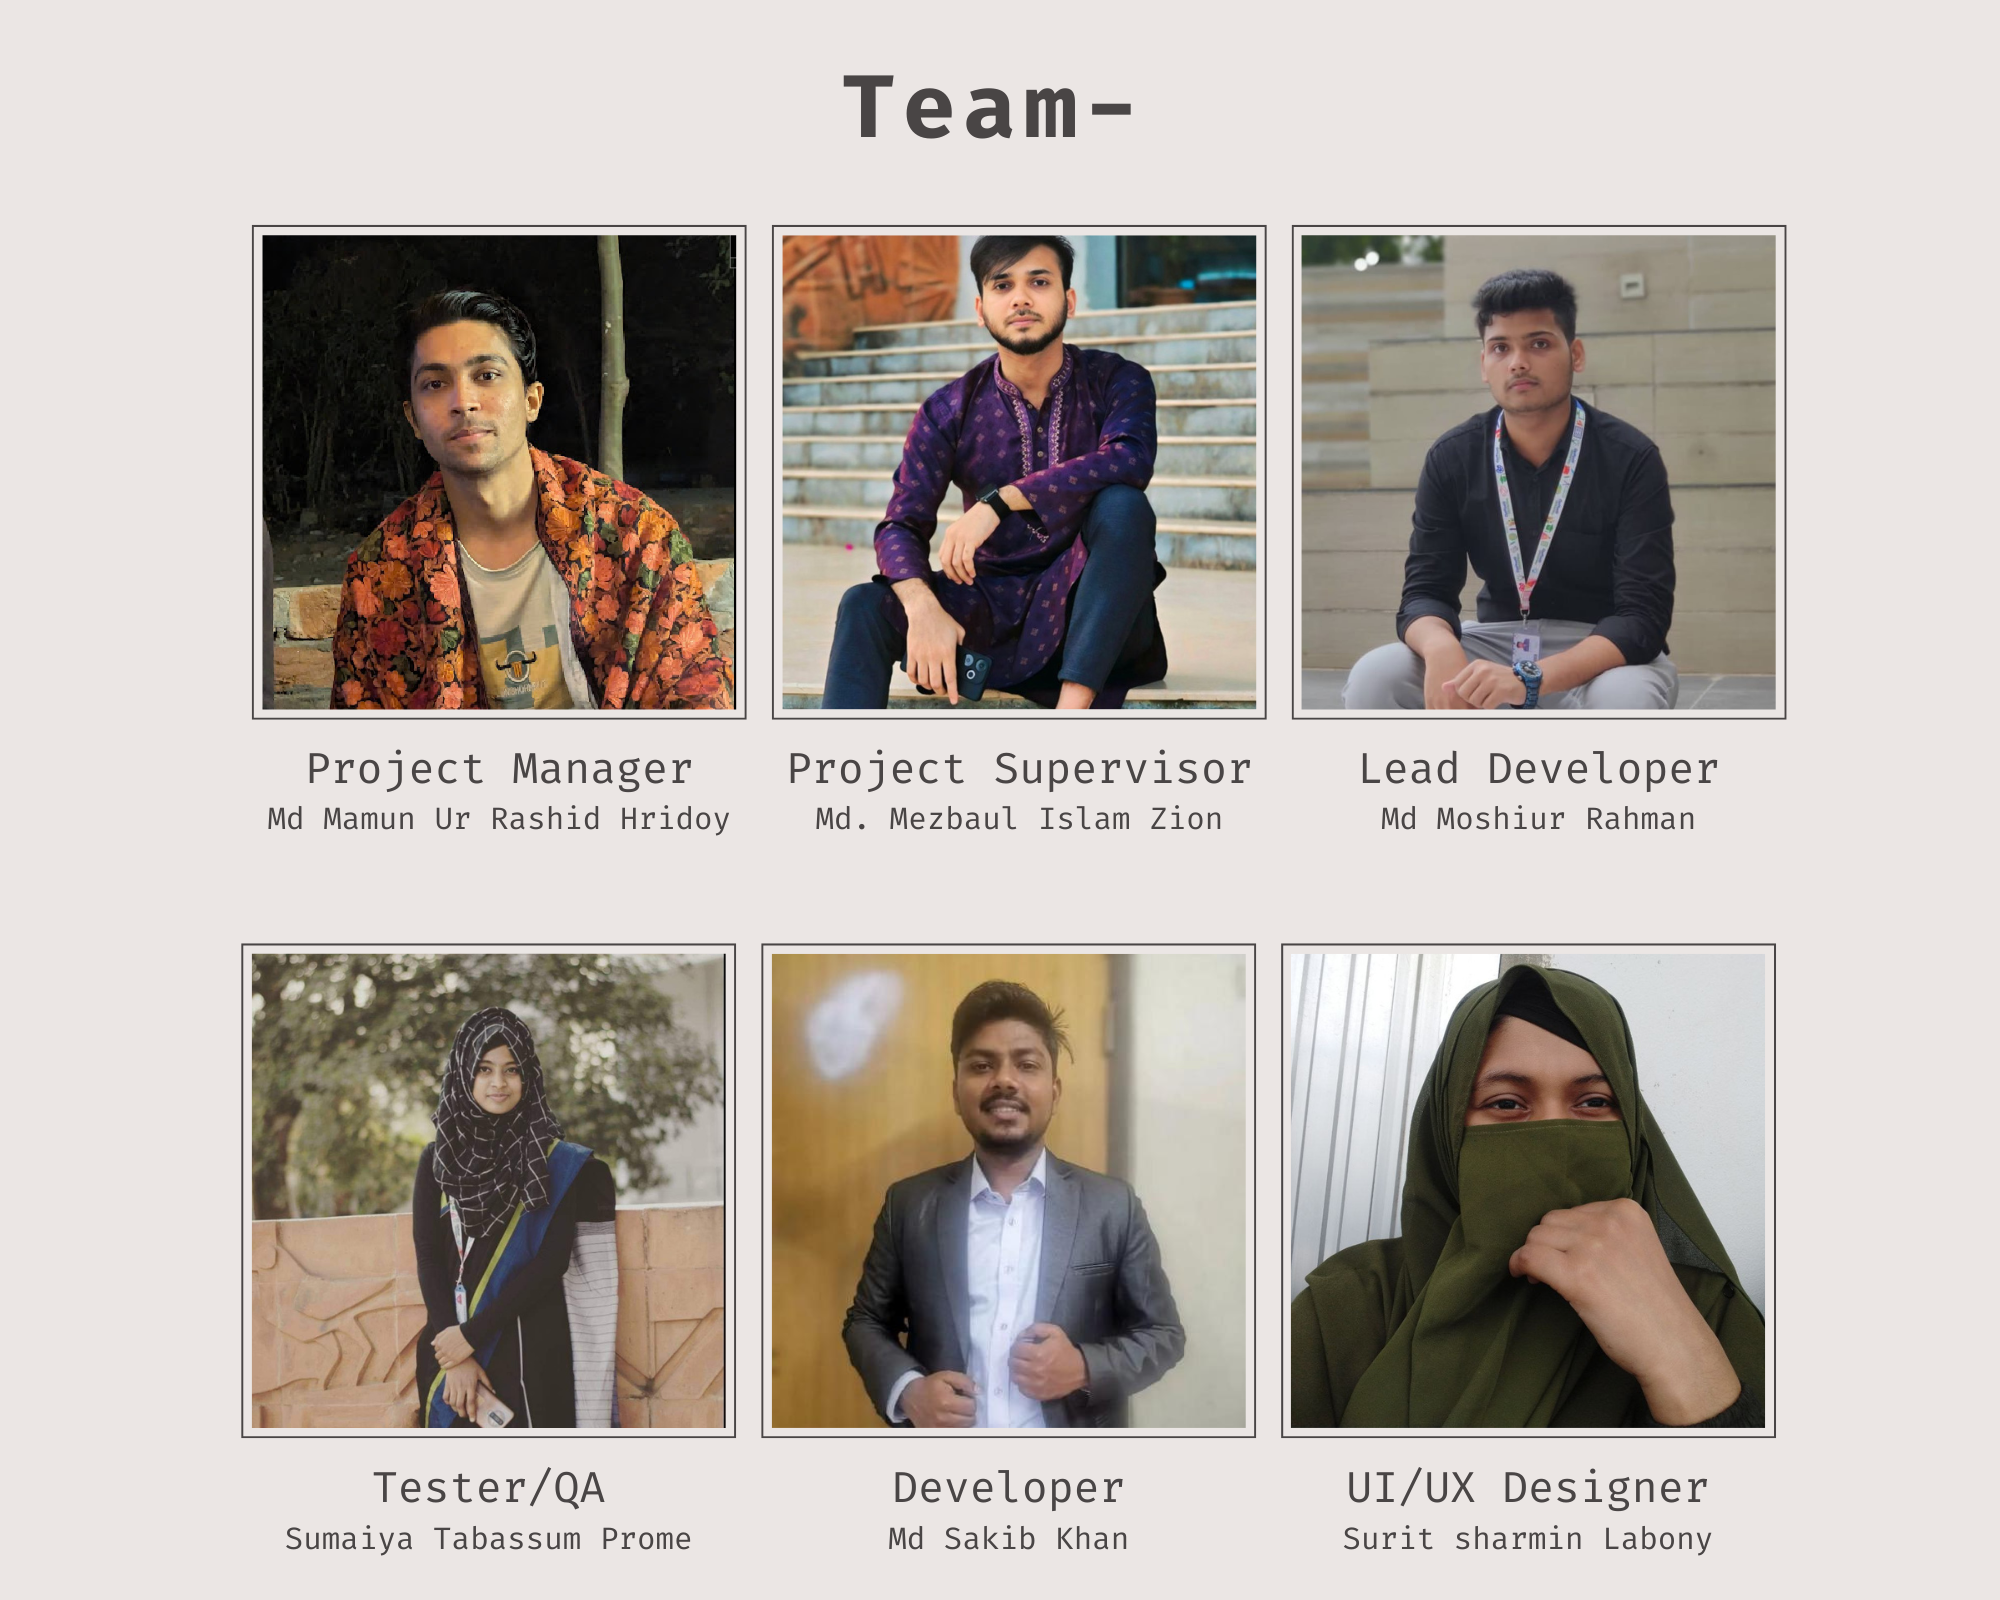 Team-
Project Manager
Md Mamun Ur Rashid Hridoy
Project Supervisor
Md. Mezbaul Islam Zion
Lead Developer
Md Moshiur Rahman
Tester/QA
Sumaiya Tabassum Prome
Developer
Md Sakib Khan
UI/UX Designer
Surit sharmin Labony